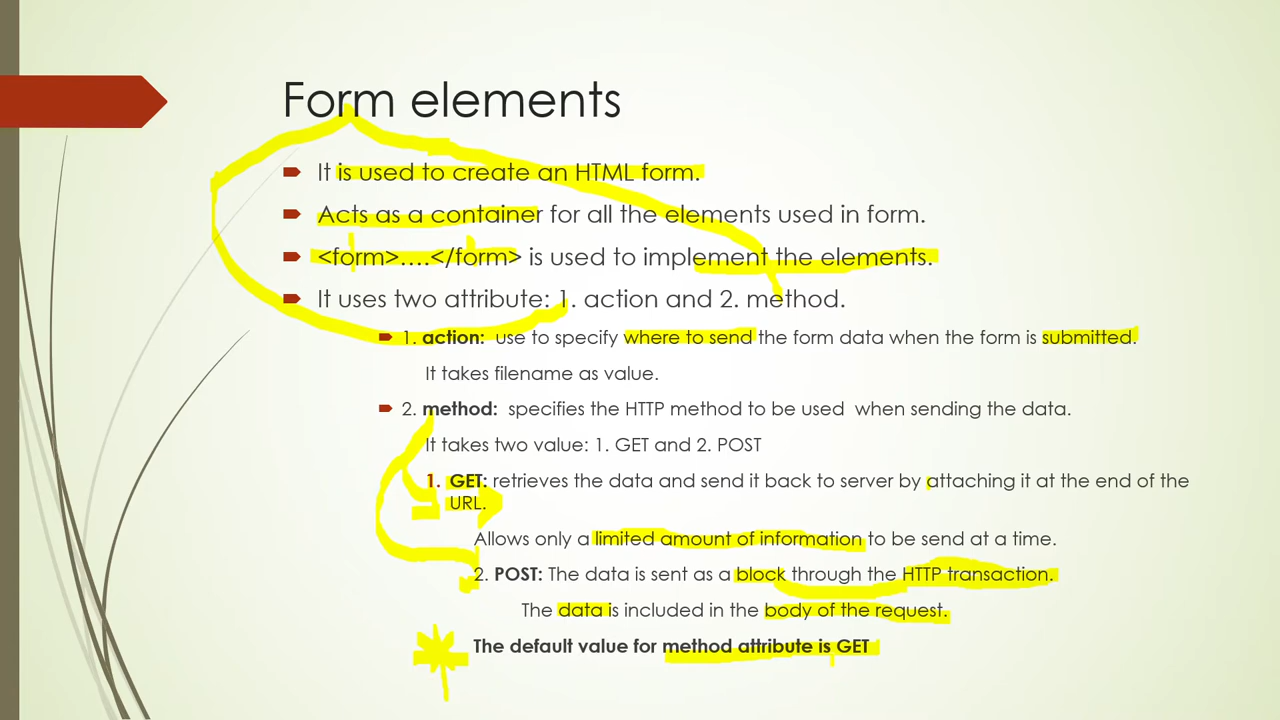 Form elements
It is used to create an HTML form.
Acts as a container for all the elements used in form.
<form>....</form> is used to implement the elements.
It uses two attribute: 1. action and 2. method.
1. action: use to specify where to send the form data when the form is submitted.
It takes filename as value.
2. method: specifies the HTTP method to be used when sending the data.
It takes two value: 1. GET and 2. POST
1. GET: retrieves the data and send it back to server by attaching it at the end of the
URL.
Allows only a limited amount of information to be send at a time.
2. POST: The data is sent as a block through the HTTP transaction.
The data is included in the body of the request.
The default value for method attribute is GET